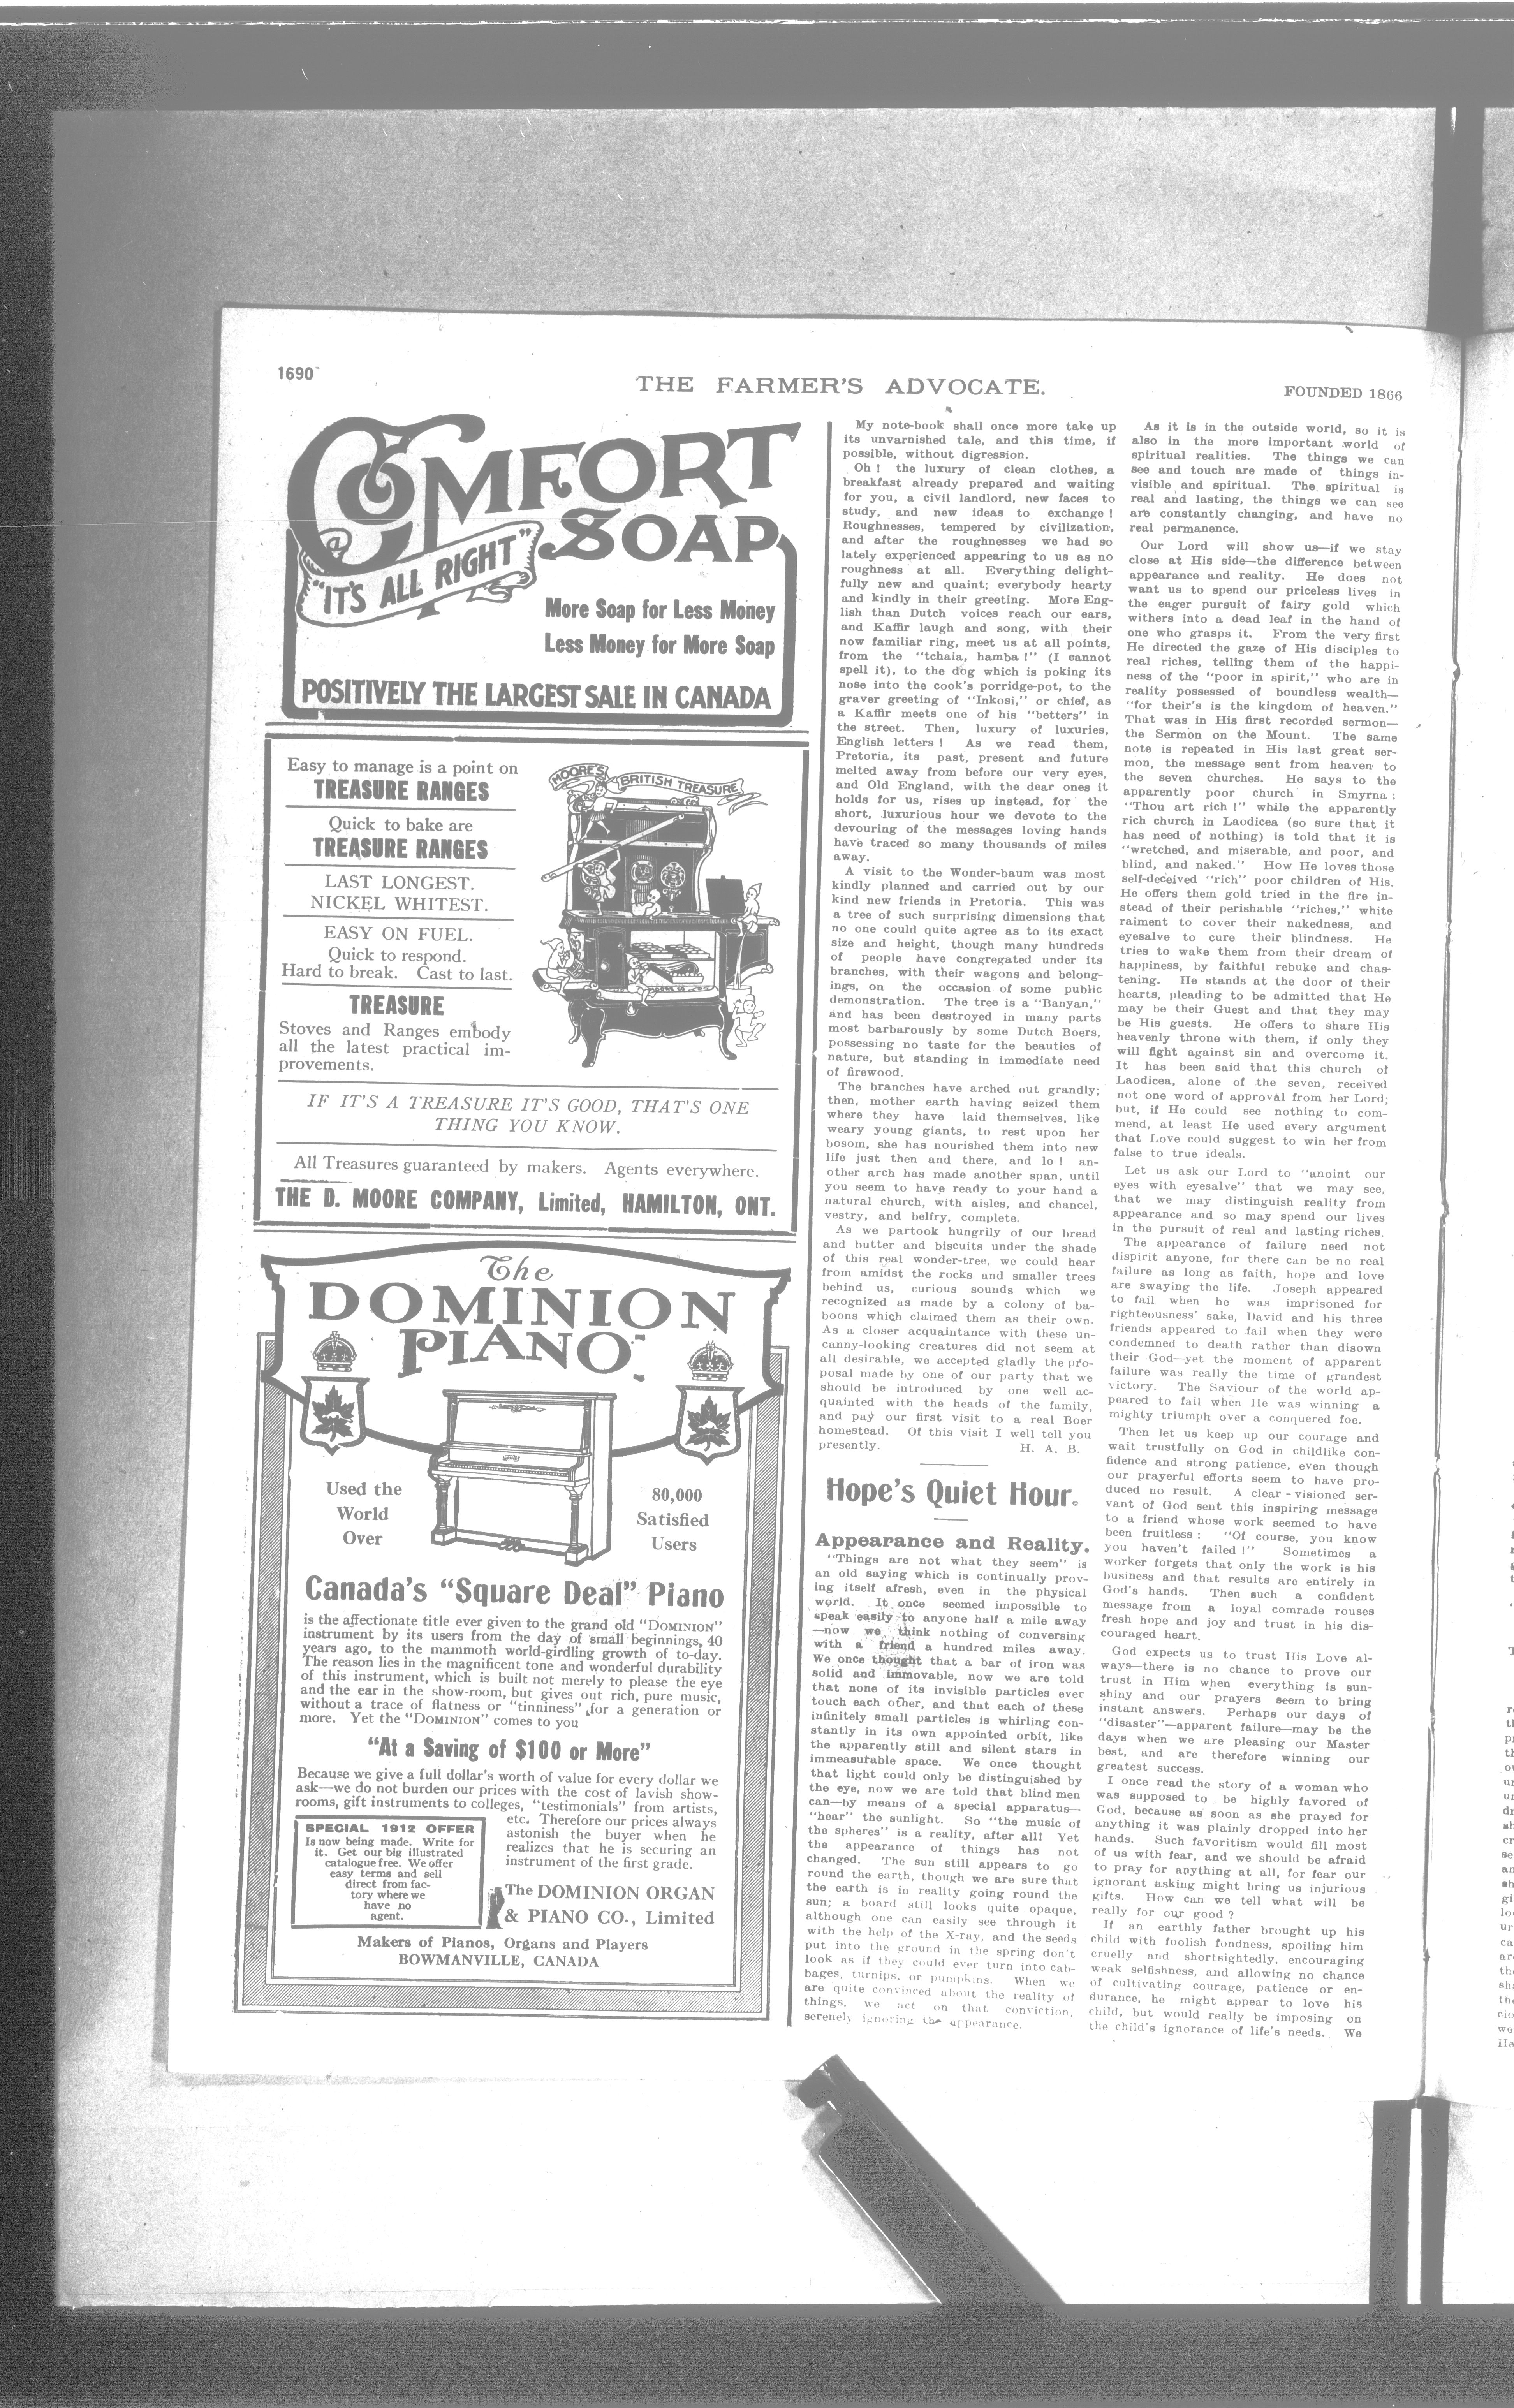 1690
THE FARMER'S ADVOCATE.
FOUNDED 1866
COMFORT
SOAP
"IT'S ALL RIGHT"
More Soap for Less Money
Less Money for More Soap
POSITIVELY THE LARGEST SALE IN CANADA
Easy to manage is a point on
TREASURE RANGES
Quick to bake are
TREASURE RANGES
LAST LONGEST.
NICKEL WHITEST.
EASY ON FUEL.
Quick to respond.
Hard to break. Cast to last.
TREASURE
Stoves and Ranges embody
all the latest practical im-
provements.
MOORE'S BRITISH TREASURE
IF IT'S A TREASURE IT'S GOOD, THAT'S ONE
THING YOU KNOW.
All Treasures guaranteed by makers. Agents everywhere.
THE D. MOORE COMPANY, Limited, HAMILTON, ONT.
The
DOMINION
PIANO
Used the
World
Over
80,000
Satisfied
Users
Canada's "Square Deal" Piano
is the affectionate title ever given to the grand old "DOMINION"
instrument by its users from the day of small beginnings, 40
years ago, to the mammoth world-girdling growth of to-day.
The reason lies in the magnificent tone and wonderful durability
of this instrument, which is built not merely to please the eye
and the ear in the show-room, but gives out rich, pure music,
without a trace of flatness or "tinniness" for a generation or
more. Yet the "DOMINION" comes to you
"At a Saving of $100 or More"
Because we give a full dollar's worth of value for every dollar we
ask—we do not burden our prices with the cost of lavish show-
rooms, gift instruments to colleges, "testimonials" from artists,
etc. Therefore our prices always
astonish the buyer when he
realizes that he is securing an
instrument of the first grade.
SPECIAL 1912 OFFER
Is now being made. Write for
it. Get our big illustrated
catalogue free. We offer
easy terms and sell
direct from fac-
tory where we
have no
agent.
The DOMINION ORGAN
& PIANO CO., Limited
Makers of Pianos, Organs and Players
BOWMANVILLE, CANADA
My note-book shall once more take up
its unvarnished tale, and this time, if
possible, without digression.
Oh ! the luxury of clean clothes, a
breakfast already prepared and waiting
for you, a civil landlord, new faces to
study, and new ideas to exchange !
Roughnesses, tempered by civilization,
and after the roughnesses we had so
lately experienced appearing to us as no
roughness at all. Everything delight-
fully new and quaint; everybody hearty
and kindly in their greeting. More Eng-
lish than Dutch voices reach our ears,
and Kaffir laugh and song, with their
now familiar ring, meet us at all points,
from the "tchaia, hamba !" (I cannot
spell it), to the dog which is poking its
nose into the cook's porridge-pot, to the
graver greeting of "Inkosi," or chief, as
a Kaffir meets one of his "betters" in
the street. Then, luxury of luxuries,
English letters ! As we read them,
Pretoria, its past, present and future
melted away from before our very eyes,
and Old England, with the dear ones it
holds for us, rises up instead, for the
short, luxurious hour we devote to the
devouring of the messages loving hands
have traced so many thousands of miles
away.
A visit to the Wonder-baum was most
kindly planned and carried out by our
kind new friends in Pretoria. This was
a tree of such surprising dimensions that
no one could quite agree as to its exact
size and height, though many hundreds
of people have congregated under its
branches, with their wagons and belong-
ings, on the occasion of some public
demonstration. The tree is a "Banyan,"
and has been destroyed in many parts
most barbarously by some Dutch Boers,
possessing no taste for the beauties of
nature, but standing in immediate need
of firewood.
The branches have arched out grandly;
then, mother earth having seized them
where they have laid themselves, like
weary young giants, to rest upon her
bosom, she has nourished them into new
life just then and there, and lo ! an-
other arch has made another span, until
you seem to have ready to your hand a
natural church, with aisles, and chancel,
vestry, and belfry, complete.
As we partook hungrily of our bread
and butter and biscuits under the shade
of this real wonder-tree, we could hear
from amidst the rocks and smaller trees
behind us, curious sounds which we
recognized as made by a colony of ba-
boons which claimed them as their own.
As a closer acquaintance with these un-
canny-looking creatures did not seem at
all desirable, we accepted gladly the pro-
posal made by one of our party that we
should be introduced by one well ac-
quainted with the heads of the family,
and pay our first visit to a real Boer
homestead. Of this visit I well tell you
presently. H. A. B.
Hope's Quiet Hour.
Appearance and Reality.
"Things are not what they seem" is
an old saying which is continually prov-
ing itself afresh, even in the physical
world. It once seemed impossible to
speak easily to anyone half a mile away
—now we think nothing of conversing
with a friend a hundred miles away.
We once thought that a bar of iron was
solid and immovable, now we are told
that none of its invisible particles ever
touch each other, and that each of these
infinitely small particles is whirling con-
stantly in its own appointed orbit, like
the apparently still and silent stars in
immeasurable space. We once thought
that light could only be distinguished by
the eye, now we are told that blind men
can—by means of a special apparatus—
"hear" the sunlight. So "the music of
the spheres" is a reality, after all! Yet
the appearance of things has not
changed. The sun still appears to go
round the earth, though we are sure that
the earth is in reality going round the
sun; a board still looks quite opaque,
although one can easily see through it
with the help of the X-ray, and the seeds
put into the ground in the spring don't
look as if they could ever turn into cab-
bages, turnips, or pumpkins. When we
are quite convinced about the reality of
things, we act on that conviction,
serenely ignoring the appearance.
As it is in the outside world, so it is
also in the more important world of
spiritual realities. The things we can
see and touch are made of things in-
visible and spiritual. The spiritual is
real and lasting, the things we can see
are constantly changing, and have no
real permanence.
Our Lord will show us—if we stay
close at His side—the difference between
appearance and reality. He does not
want us to spend our priceless lives in
the eager pursuit of fairy gold which
withers into a dead leaf in the hand of
one who grasps it. From the very first
He directed the gaze of His disciples to
real riches, telling them of the happi-
ness of the "poor in spirit," who are in
reality possessed of boundless wealth—
"for their's is the kingdom of heaven."
That was in His first recorded sermon—
the Sermon on the Mount. The same
note is repeated in His last great ser-
mon, the message sent from heaven to
the seven churches. He says to the
apparently poor church in Smyrna :
"Thou art rich !" while the apparently
rich church in Laodicea (so sure that it
has need of nothing) is told that it is
"wretched, and miserable, and poor, and
blind, and naked." How He loves those
self-deceived "rich" poor children of His.
He offers them gold tried in the fire in-
stead of their perishable "riches," white
raiment to cover their nakedness, and
eyesalve to cure their blindness. He
tries to wake them from their dream of
happiness, by faithful rebuke and chas-
tening. He stands at the door of their
hearts, pleading to be admitted that He
may be their Guest and that they may
be His guests. He offers to share His
heavenly throne with them, if only they
will fight against sin and overcome it.
It has been said that this church of
Laodicea, alone of the seven, received
not one word of approval from her Lord;
but, if He could see nothing to com-
mend, at least He used every argument
that Love could suggest to win her from
false to true ideals.
Let us ask our Lord to "anoint our
eyes with eyesalve" that we may see,
that we may distinguish reality from
appearance and so may spend our lives
in the pursuit of real and lasting riches.
The appearance of failure need not
dispirit anyone, for there can be no real
failure as long as faith, hope and love
are swaying the life. Joseph appeared
to fail when he was imprisoned for
righteousness' sake, David and his three
friends appeared to fail when they were
condemned to death rather than disown
their God—yet the moment of apparent
failure was really the time of grandest
victory. The Saviour of the world ap-
peared to fail when He was winning a
mighty triumph over a conquered foe.
Then let us keep up our courage and
wait trustfully on God in childlike con-
fidence and strong patience, even though
our prayerful efforts seem to have pro-
duced no result. A clear-visioned ser-
vant of God sent this inspiring message
to a friend whose work seemed to have
been fruitless : "Of course, you know
you haven't failed !" Sometimes a
worker forgets that only the work is his
business and that results are entirely in
God's hands. Then such a confident
message from a loyal comrade rouses
fresh hope and joy and trust in his dis-
couraged heart.
God expects us to trust His Love al-
ways—there is no chance to prove our
trust in Him when everything is sun-
shiny and our prayers seem to bring
instant answers. Perhaps our days of
"disaster"—apparent failure—may be the
days when we are pleasing our Master
best, and are therefore winning our
greatest success.
I once read the story of a woman who
was supposed to be highly favored of
God, because as soon as she prayed for
anything it was plainly dropped into her
hands. Such favoritism would fill most
of us with fear, and we should be afraid
to pray for anything at all, for fear our
ignorant asking might bring us injurious
gifts. How can we tell what will be
really for our good ?
If an earthly father brought up his
child with foolish fondness, spoiling him
cruelly and shortsightedly, encouraging
weak selfishness, and allowing no chance
of cultivating courage, patience or en-
durance, he might appear to love his
child, but would really be imposing on
the child's ignorance of life's needs. We